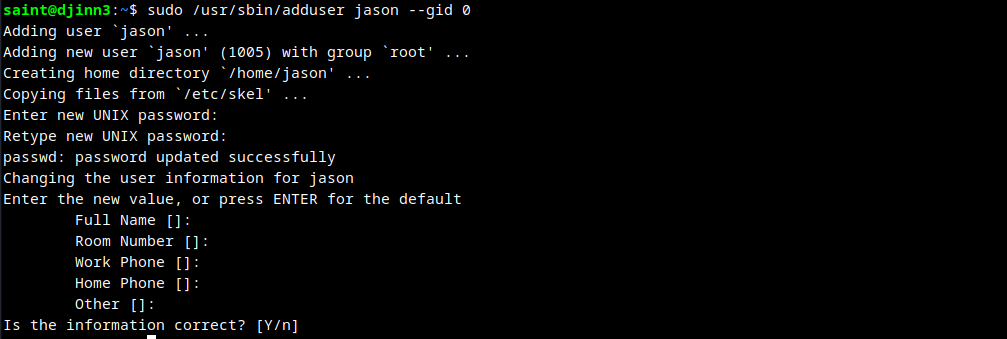 saint@djinn3:~$ sudo /usr/sbin/adduser jason --gid 0
Adding user `jason' ...
Adding new user `jason' (1005) with group `root' ...
Creating home directory `/home/jason' ...
Copying files from `/etc/skel' ...
Enter new UNIX password:
Retype new UNIX password:
passwd: password updated successfully
Changing the user information for jason
Enter the new value, or press ENTER for the default
        Full Name []:
        Room Number []:
        Work Phone []:
        Home Phone []:
        Other []:
Is the information correct? [Y/n]